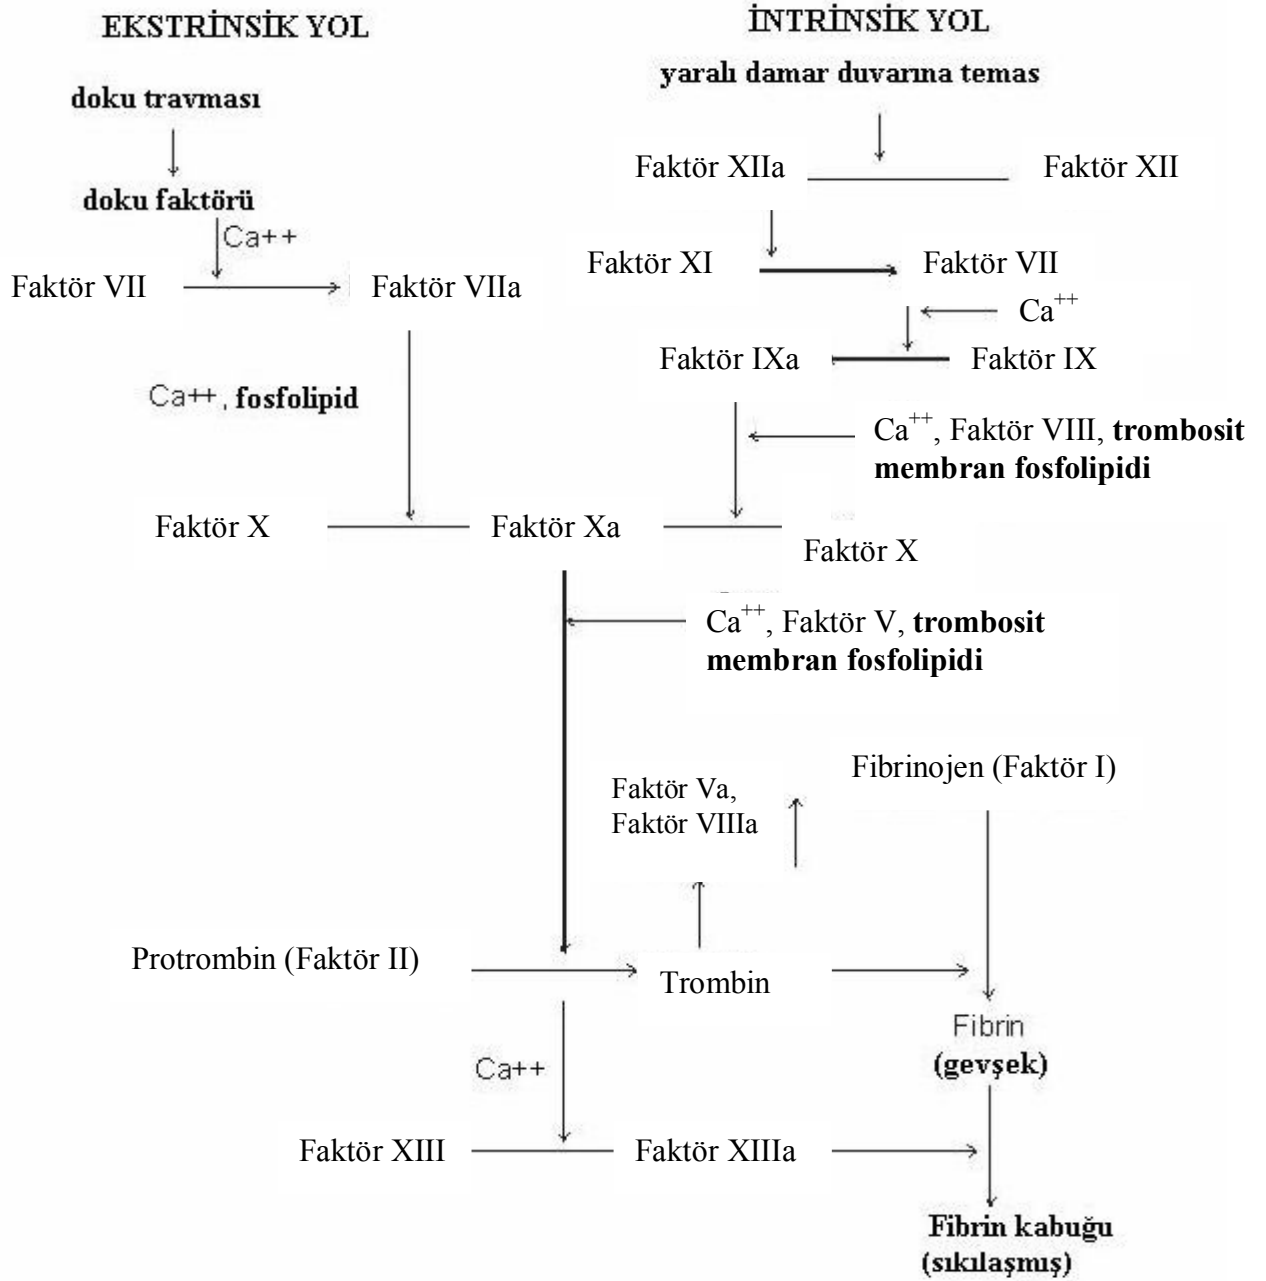 EKSTRİNSİK YOL
İNTRİNSİK YOL
yaralı damar duvarına temas
doku travması
Faktör XIIa
Faktör XII
doku faktörü
Ca++
Faktör XI
Faktör VII
Faktör VII
Faktör VIIa
Ca++
Faktör IXa
Faktör IX
Ca++, fosfolipid
Ca++, Faktör VIII, trombosit
membran fosfolipidi
Faktör X
Faktör Xa
Faktör X
Ca++, Faktör V, trombosit
membran fosfolipidi
Fibrinojen (Faktör I)
Faktör Va,
Faktör VIIIa
Protrombin (Faktör II)
Trombin
Fibrin
(gevşek)
Ca++
Faktör XIII
Faktör XIIIa
Fibrin kabuğu
(sıkılaşmış)